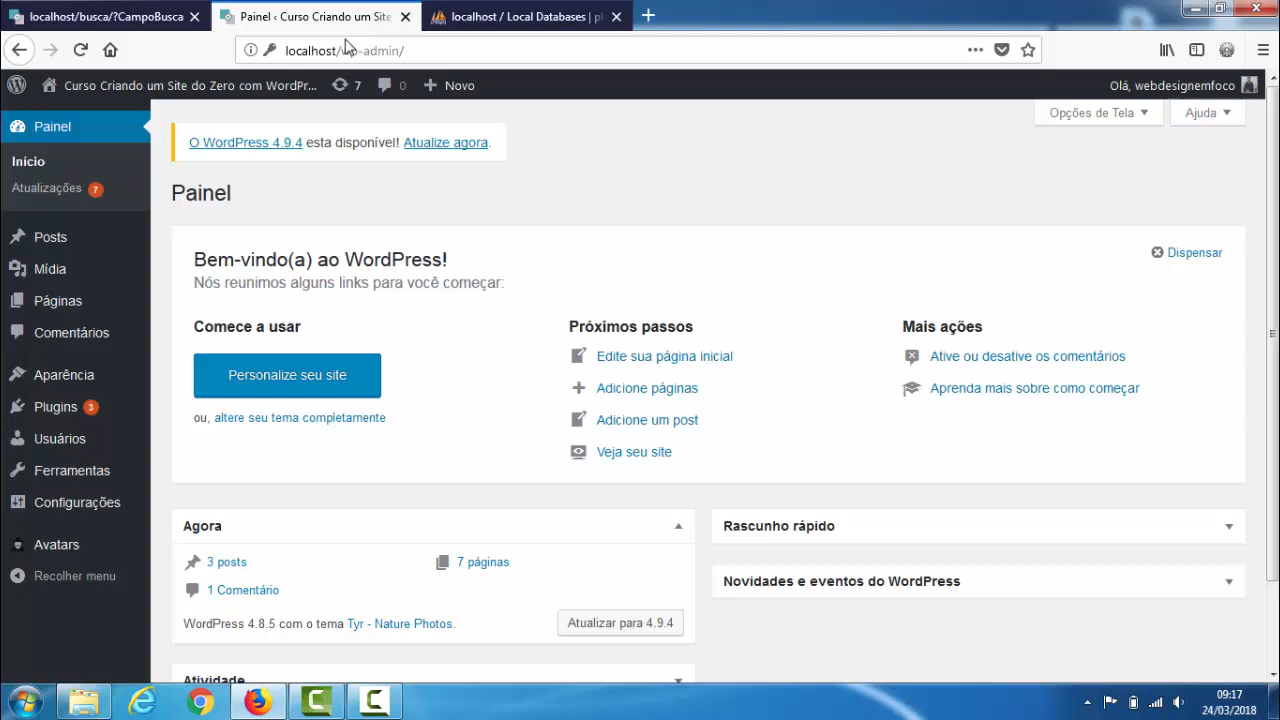 localhost/busca/?CampoBusca
Painel ‹ Curso Criando um Site
localhost / Local Databases |
localhost/ -admin/
Curso Criando um Site do Zero com WordPr... 7 0 Novo
Olá, webdesignemfoco
Painel
Início
Atualizações 7
Posts
Mídia
Páginas
Comentários
Aparência
Plugins 3
Usuários
Ferramentas
Configurações
Avatars
Recolher menu
Opções de Tela
Ajuda
O WordPress 4.9.4 esta disponível! Atualize agora.
Painel
Bem-vindo(a) ao WordPress!
Dispensar
Nós reunimos alguns links para você começar:
Comece a usar
Personalize seu site
ou, altere seu tema completamente
Próximos passos
Edite sua página inicial
Adicione páginas
Adicione um post
Veja seu site
Mais ações
Ative ou desative os comentários
Aprenda mais sobre como começar
Agora
3 posts
7 páginas
1 Comentário
WordPress 4.8.5 com o tema Tyr - Nature Photos.
Atualizar para 4.9.4
Atividade
Rascunho rápido
Novidades e eventos do WordPress
09:17
24/03/2018